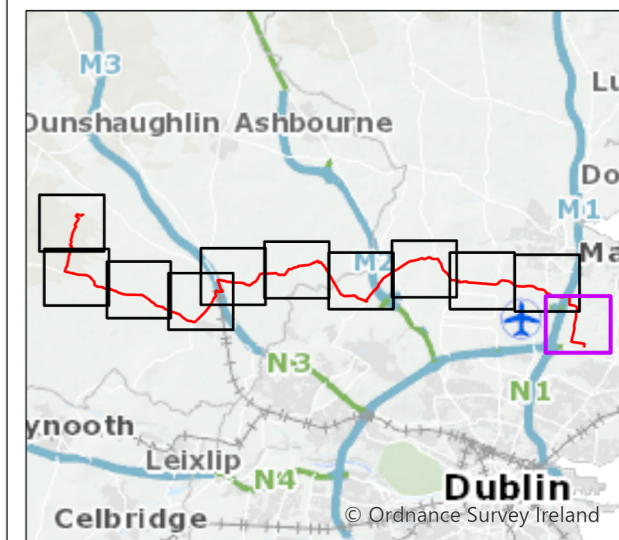 M3
Lu
Dunshaughlin Ashbourne
Do
M1
M2
Ma
N3
N1
ynooth
Leixlip
N4
Dublin
Celbridge
© Ordnance Survey Ireland